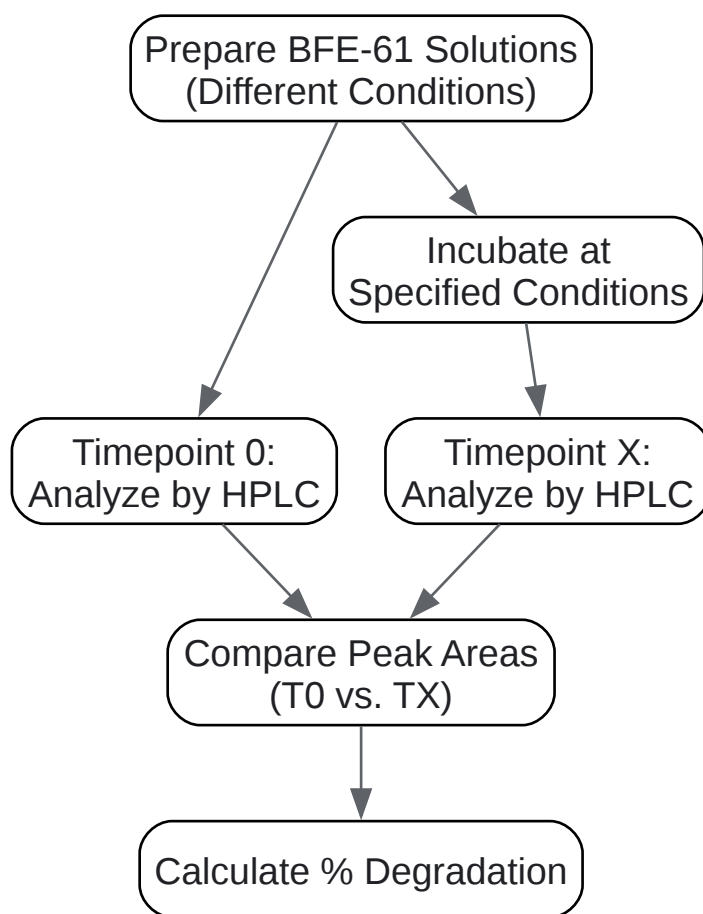 Prepare BFE-61 Solutions
(Different Conditions)
Incubate at
Specified Conditions
Timepoint 0:
Analyze by HPLC
Timepoint X:
Analyze by HPLC
Compare Peak Areas
(T0 vs. TX)
Calculate % Degradation